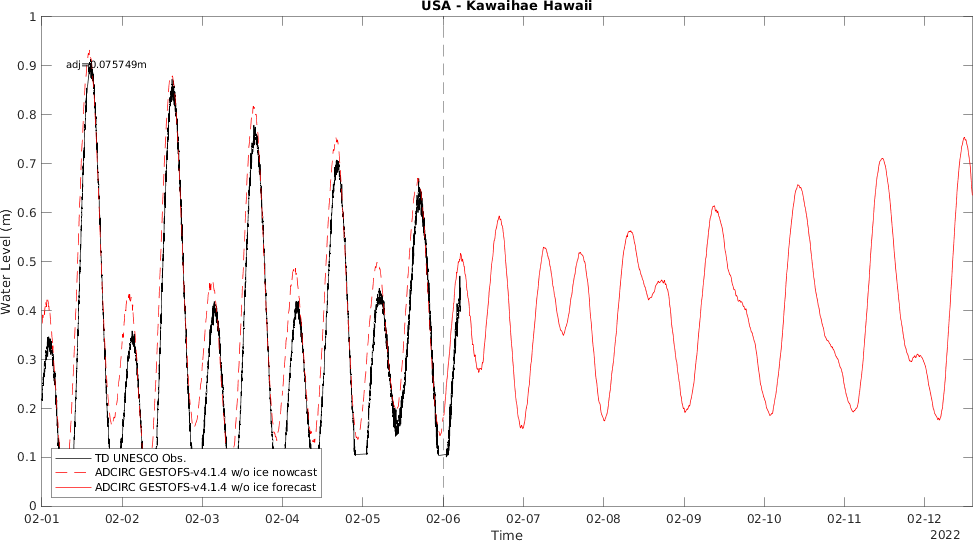 USA - Kawaihae Hawaii
1
0.9
0.8
0.7
0.6
0.5
0.4
0.3
0.2
0.1
0
Water Level (m)
adj=0.075749m
TD UNESCO Obs.
ADCIRC GESTOFS-v4.1.4 w/o ice nowcast
ADCIRC GESTOFS-v4.1.4 w/o ice forecast
02-01 02-02 02-03 02-04 02-05 02-06 02-07 02-08 02-09 02-10 02-11 02-12
Time
2022